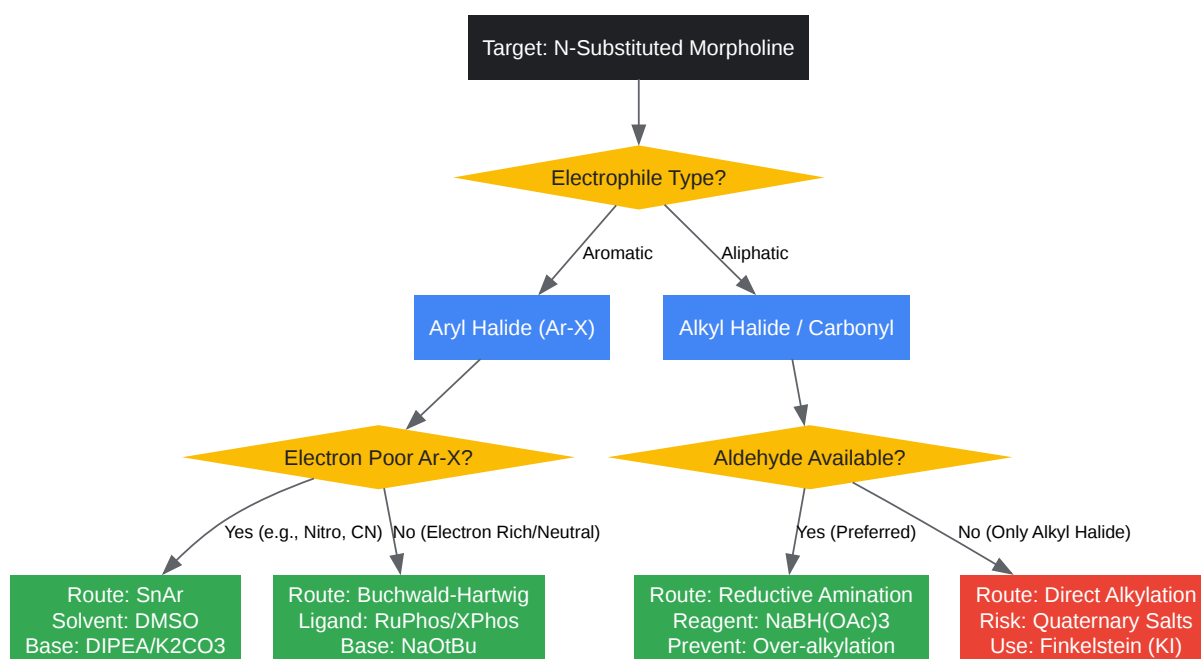 Target: N-Substituted Morpholine
Electrophile Type?
Aromatic
Aliphatic
Aryl Halide (Ar-X)
Alkyl Halide / Carbonyl
Electron Poor Ar-X?
Aldehyde Available?
Yes (e.g., Nitro, CN)
No (Electron Rich/Neutral)
Yes (Preferred)
No (Only Alkyl Halide)
Route: SnAr
Solvent: DMSO
Base: DIPEA/K2CO3
Route: Buchwald-Hartwig
Ligand: RuPhos/XPhos
Base: NaOtBu
Route: Reductive Amination
Reagent: NaBH(OAc)3
Prevent: Over-alkylation
Route: Direct Alkylation
Risk: Quaternary Salts
Use: Finkelstein (KI)